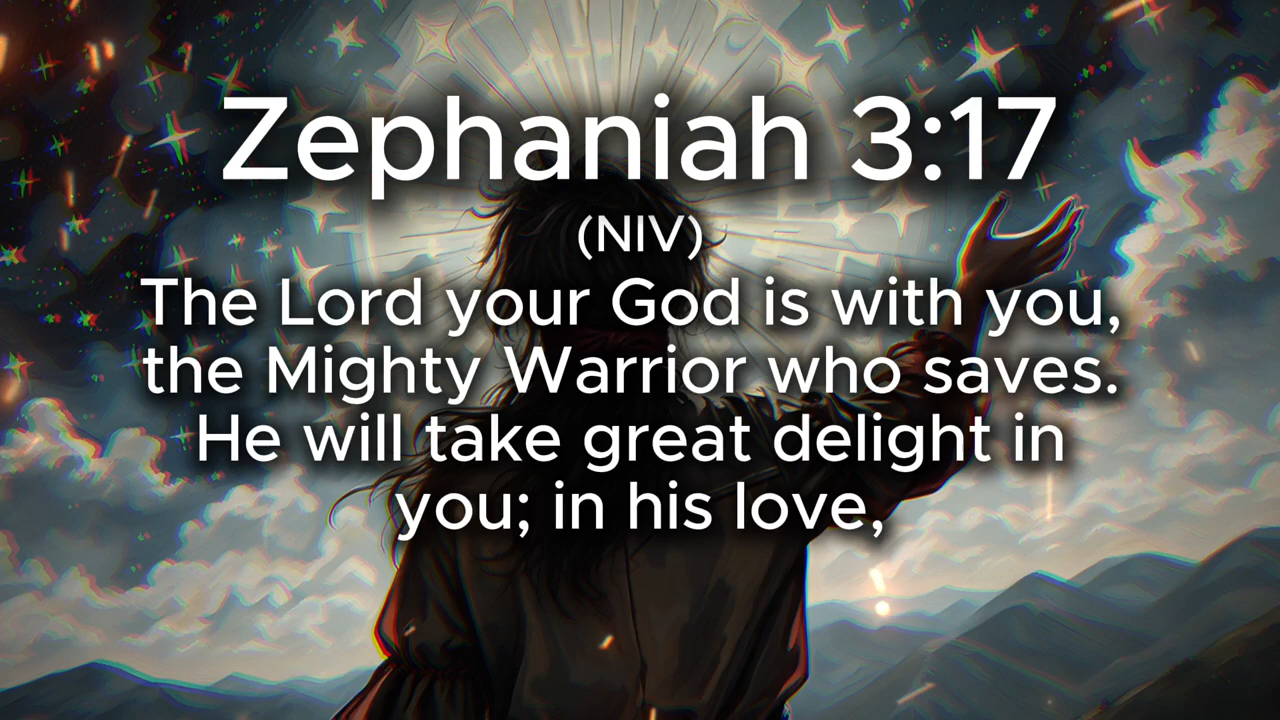 Zephaniah 3:17
(NIV)
The Lord your God is with you,
the Mighty Warrior who saves.
He will take great delight in
you; in his love,